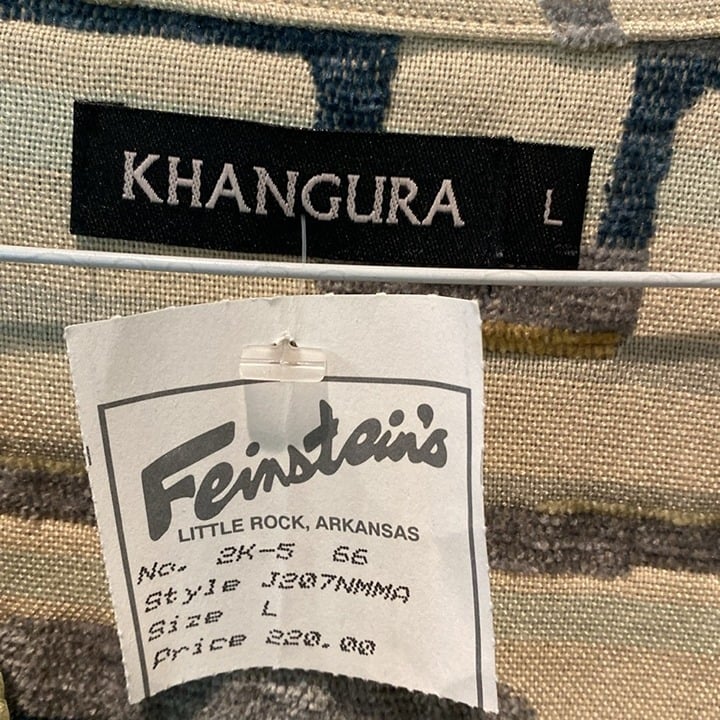 KHANGURA L
Feinstein's
LITTLE ROCK, ARKANSAS
No. 2K-5 66
Style J207NMMA
Size L
Price 220.00